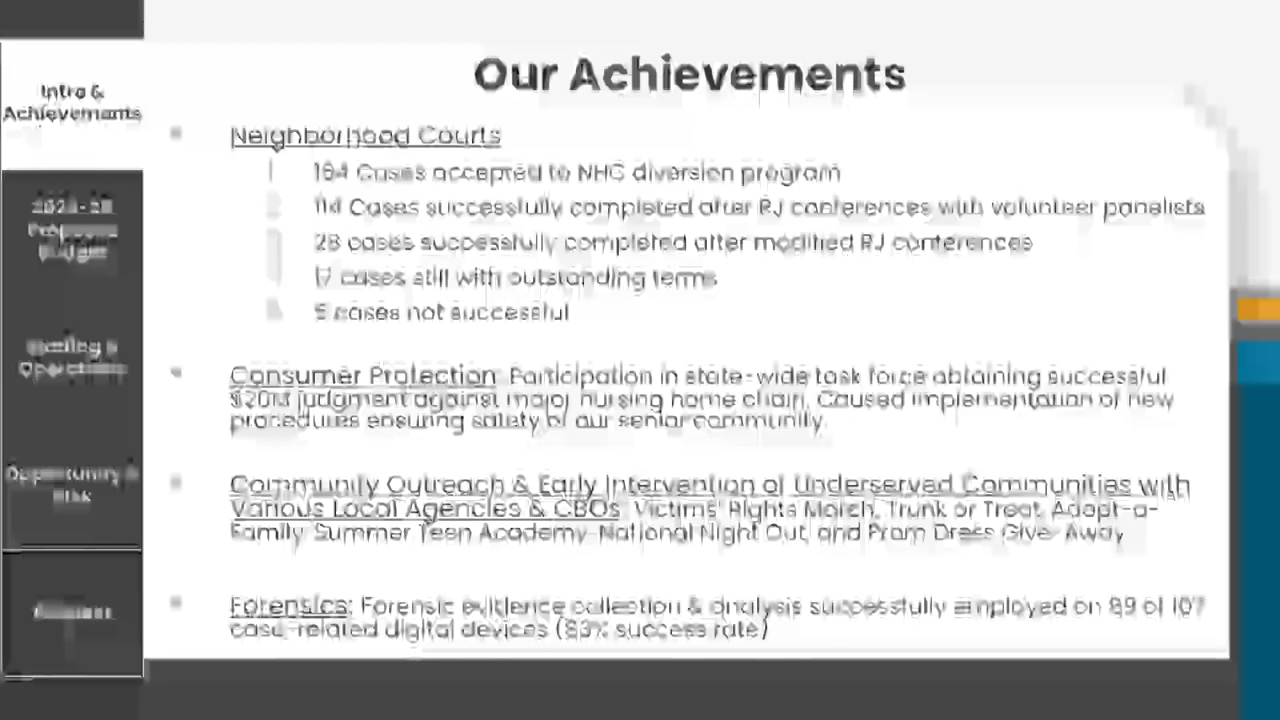 Our Achievements
Intro &
Achievements
Neighborhood Courts
164 Cases accepted to NHC diversion program
114 Cases successfully completed after RJ conferences with volunteer panelists
28 cases successfully completed after modified RJ conferences
17 cases still with outstanding terms
5 cases not successful
Budget
Staffing &
Operations
Consumer Protection: Participation in state-wide task force obtaining successful
$20M judgment against major nursing home chain. Caused implementation of new
procedures ensuring safety of our senior community.
Opportunity &
Risk
Community Outreach & Early Intervention of Underserved Communities with
Various Local Agencies & CBOs: Victims' Rights March, Trunk or Treat, Adopt-a-
Family, Summer Teen Academy, National Night Out, and Prom Dress Give-Away
Forensics: Forensic evidence collection & analysis successfully employed on 89 of 107
case-related digital devices (83% success rate)